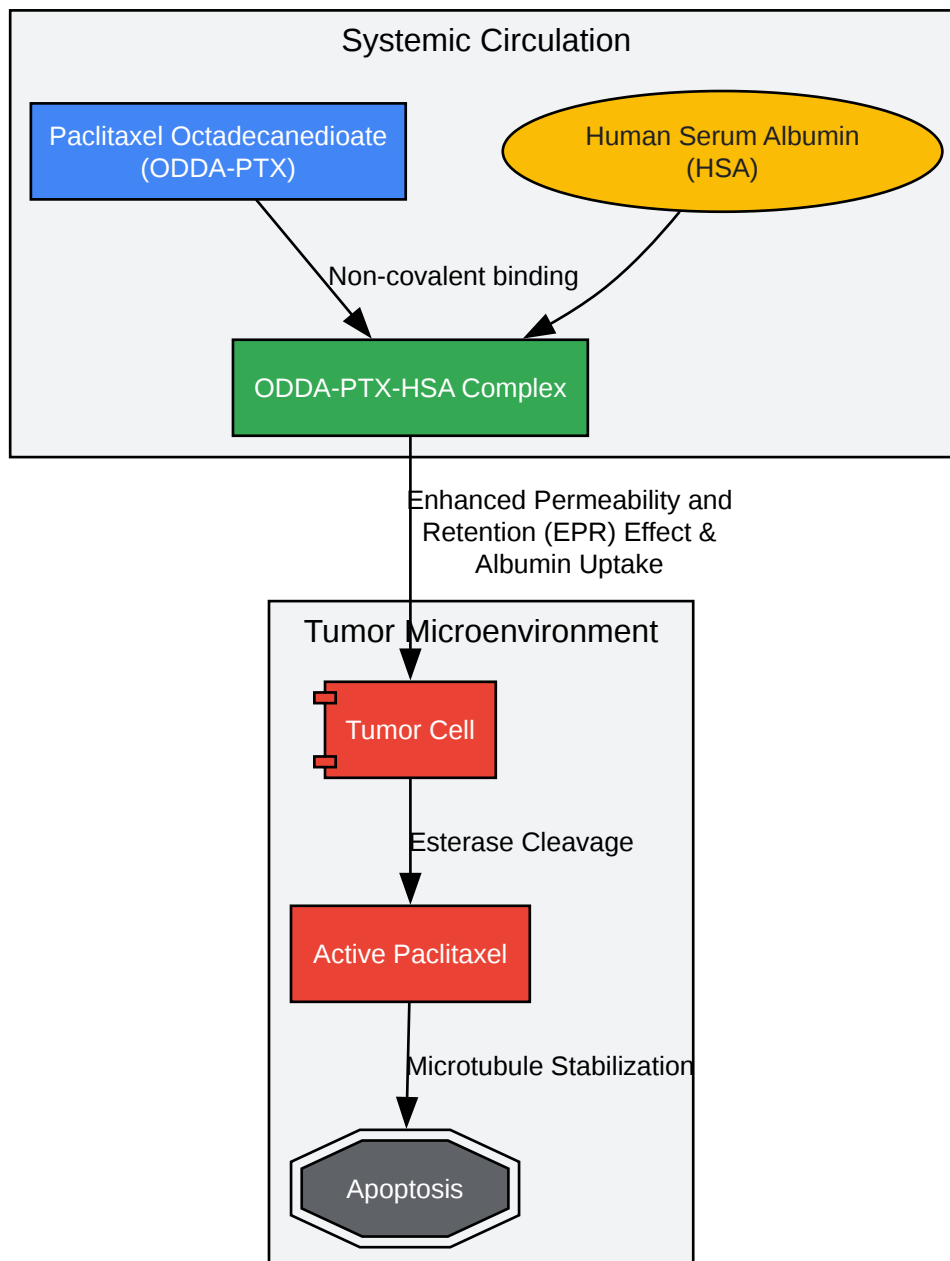 Systemic Circulation
Paclitaxel Octadecanedioate
(ODDA-PTX)
Human Serum Albumin
(HSA)
Non-covalent binding
ODDA-PTX-HSA Complex
Enhanced Permeability and
Retention (EPR) Effect &
Albumin Uptake
Tumor Microenvironment
Tumor Cell
Esterase Cleavage
Active Paclitaxel
Microtubule Stabilization
Apoptosis